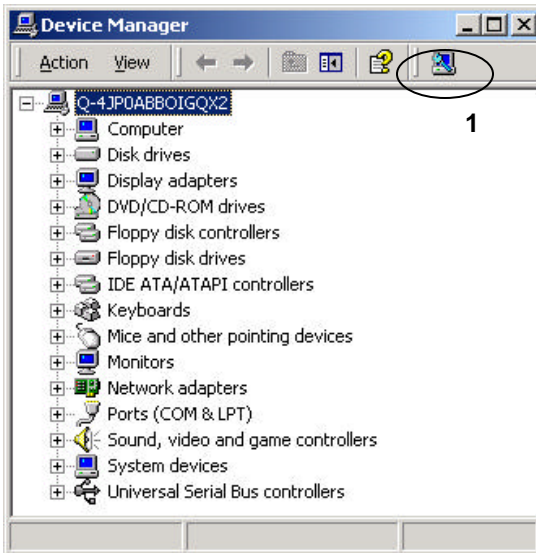 Device Manager
Action View
1
Q-4JP0ABBOIGQX2
Computer
Disk drives
Display adapters
DVD/CD-ROM drives
Floppy disk controllers
Floppy disk drives
IDE ATA/ATAPI controllers
Keyboards
Mice and other pointing devices
Monitors
Network adapters
Ports (COM & LPT)
Sound, video and game controllers
System devices
Universal Serial Bus controllers